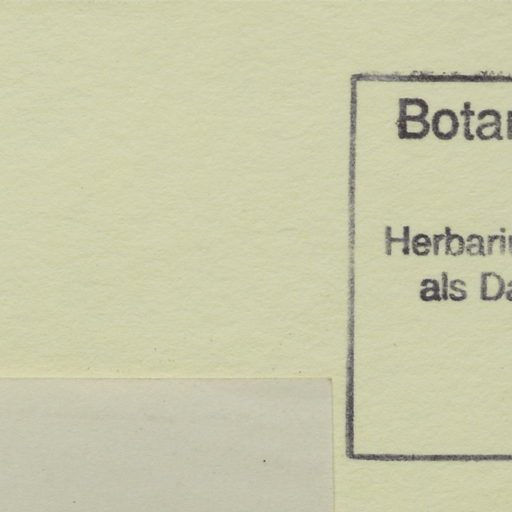 Botan
Herbariu
als Da